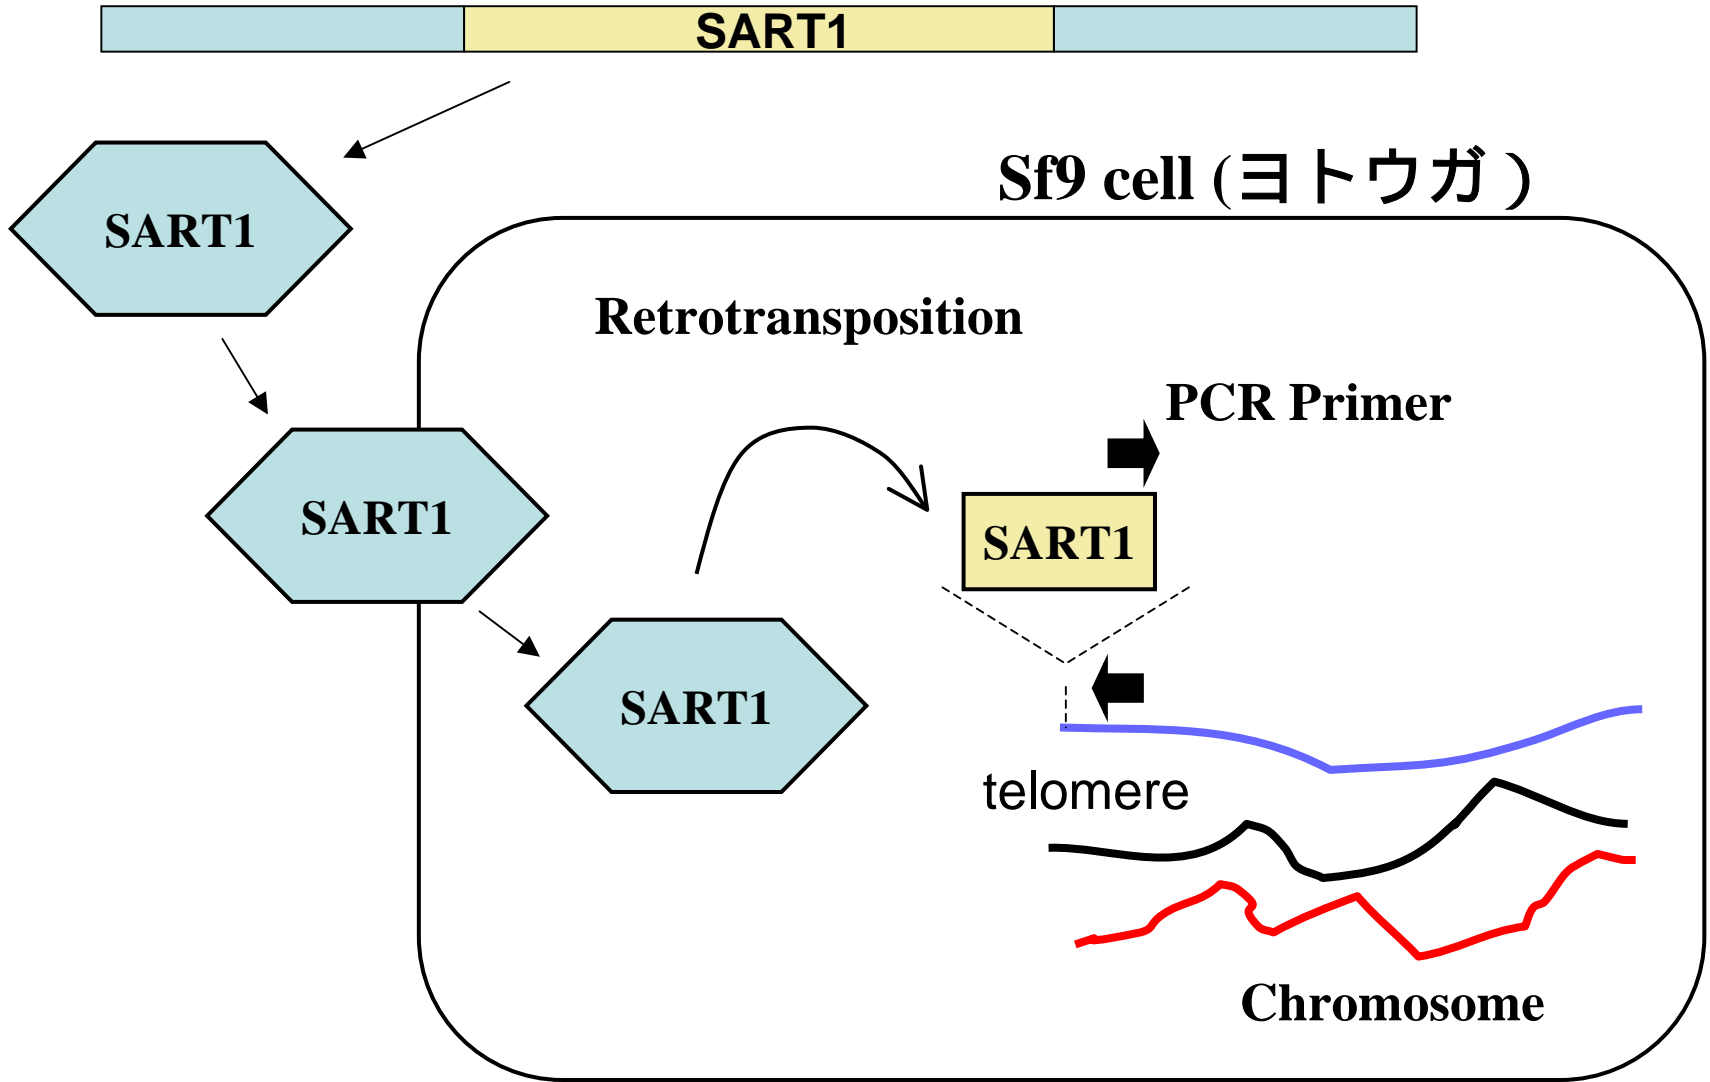 SART1
Sf9 cell (ヨトウガ)
SART1
Retrotransposition
PCR Primer
SART1
SART1
SART1
telomere
Chromosome